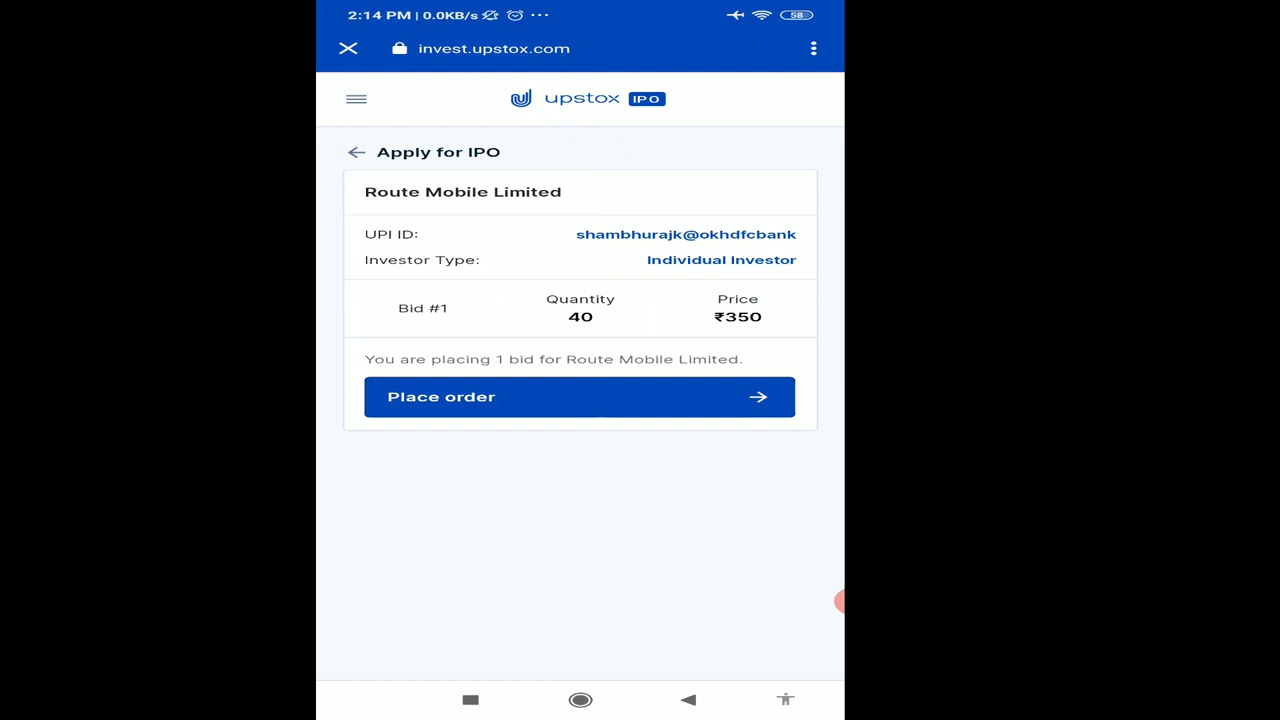 2:14 PM | 0.0KB/s ...
58
invest.upstox.com
upstox IPO
Apply for IPO
Route Mobile Limited
UPI ID: shambhurajk@okhdfcbank
Investor Type: Individual Investor
Bid #1
Quantity
40
Price
₹350
You are placing 1 bid for Route Mobile Limited.
Place order